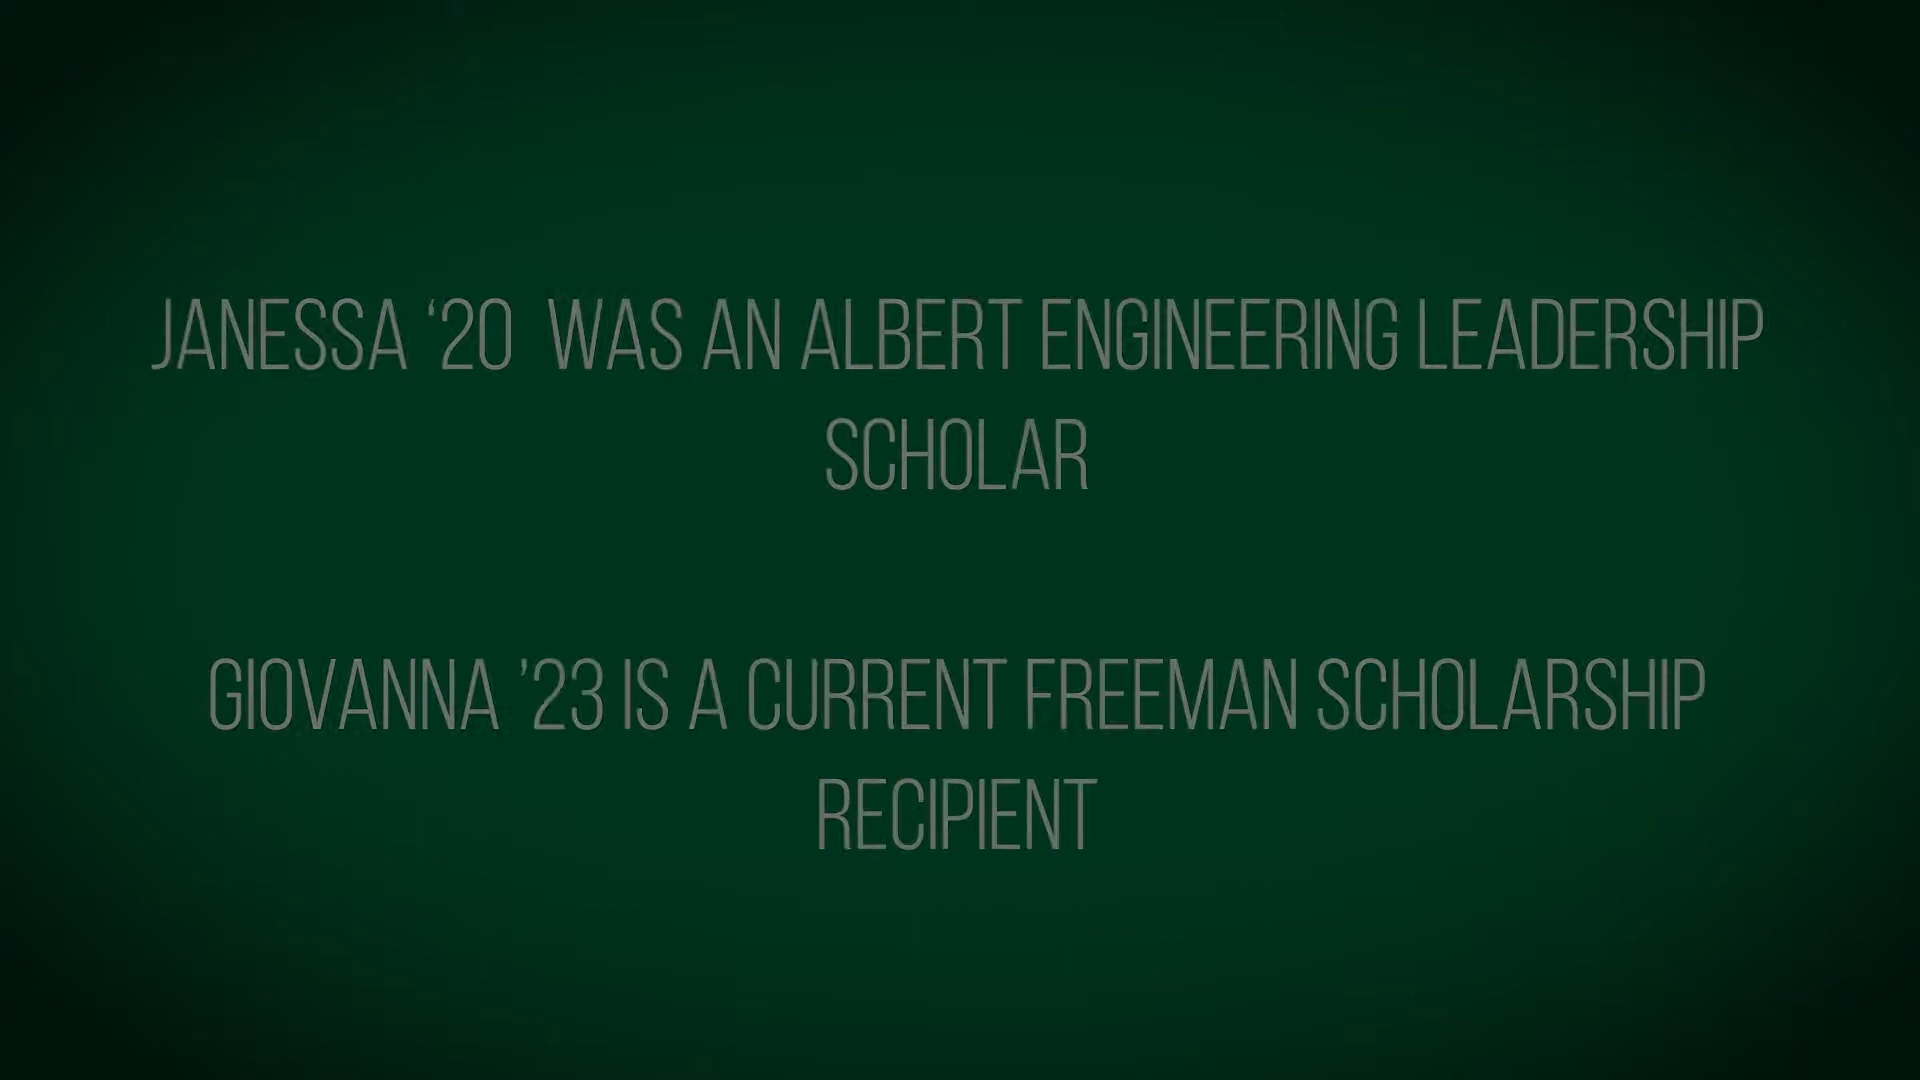 JANESSA ‘20  WAS AN ALBERT ENGINEERING LEADERSHIP
SCHOLAR
GIOVANNA ’23 IS A CURRENT FREEMAN SCHOLARSHIP
RECIPIENT